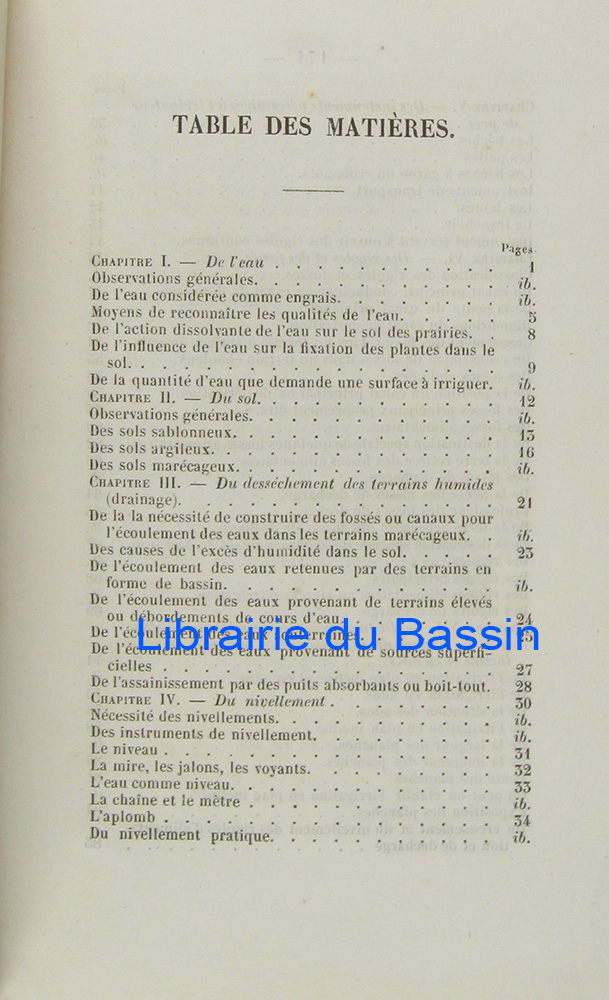 TABLE DES MATIÈRES.
Pages
CHAPITRE I. — De l'eau . . . . . . . . . . . 1
Observations générales. . . . . . . . . . . . ib.
De l'eau considérée comme engrais. . . . . . . ib.
Moyens de reconnaître les qualités de l'eau. . . . . 5
De l'action dissolvante de l'eau sur le sol des prairies. . 8
De l'influence de l'eau sur la fixation des plantes dans le
sol. . . . . . . . . . . . . . . . . 9
De la quantité d'eau que demande une surface à irriguer. ib.
CHAPITRE II. — Du sol. . . . . . . . . . . . 12
Observations générales. . . . . . . . . . . . ib.
Des sols sablonneux. . . . . . . . . . . . . 13
Des sols argileux. . . . . . . . . . . . . . 16
Des sols marécageux. . . . . . . . . . . . . ib.
CHAPITRE III. — Du desséchement des terrains humides
(drainage). . . . . . . . . . . . . . . 21
De la la nécessité de construire des fossés ou canaux pour
l'écoulement des eaux dans les terrains marécageux. . ib.
Des causes de l'excès d'humidité dans le sol. . . . . 23
De l'écoulement des eaux retenues par des terrains en
forme de bassin. . . . . . . . . . . . . ib.
De l'écoulement des eaux provenant de terrains élevés
ou débordements de cours d'eau. . . . . . . . 24
De l'écoulement des eaux souterraines. . . 25
Librairie du Bassin
De l'écoulement des eaux provenant de sources superfi-
cielles . . . . . . . . . . . . . . . . 27
De l'assainissement par des puits absorbants ou boit-tout. 28
CHAPITRE IV. — Du nivellement . . . . . . . . 30
Nécessité des nivellements. . . . . . . . . . . ib.
Des instruments de nivellement. . . . . . . . . ib.
Le niveau . . . . . . . . . . . . . . . . 31
La mire, les jalons, les voyants. . . . . . . . . 32
L'eau comme niveau. . . . . . . . . . . . . 33
La chaîne et le mètre . . . . . . . . . . . . ib.
L'aplomb . . . . . . . . . . . . . . . . 34
Du nivellement pratique. . . . . . . . . . . ib.